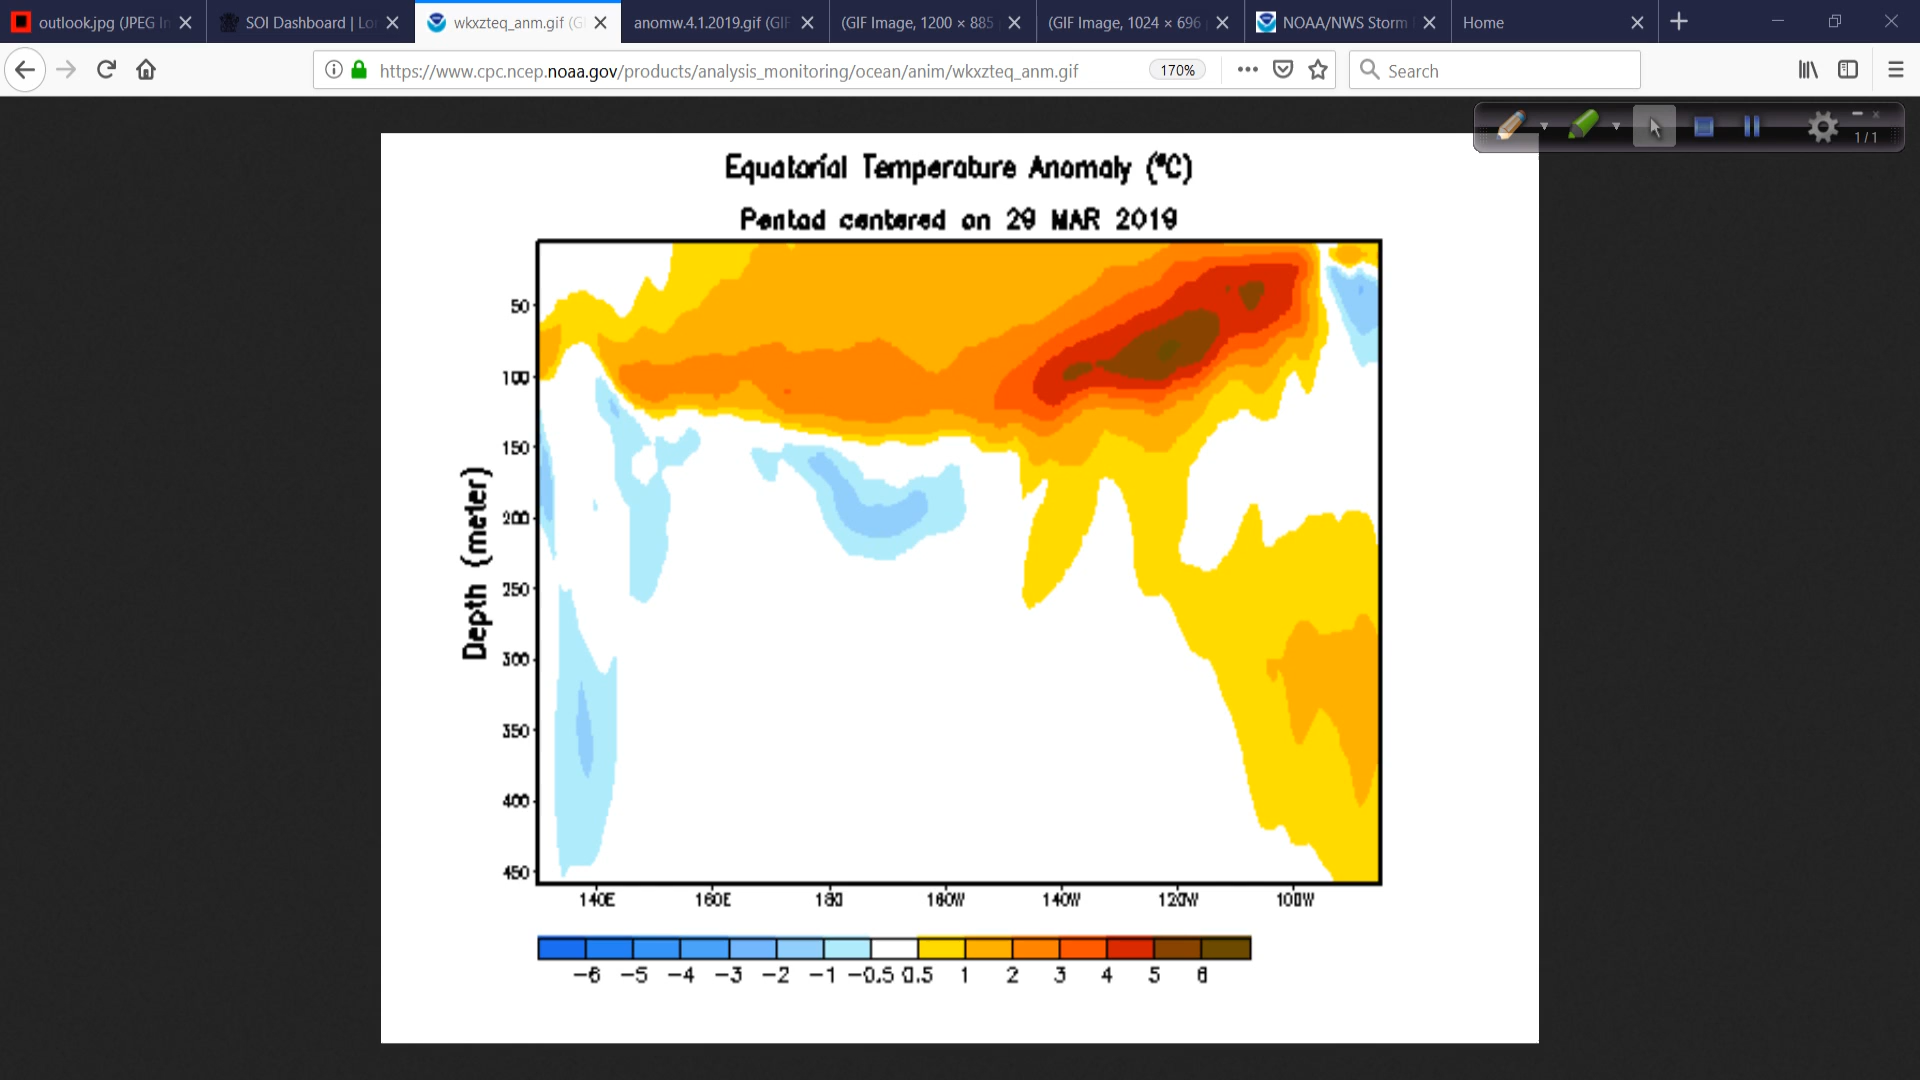 outlook.jpg (JPEG In
SOI Dashboard | Lo
wkxzteq_anm.gif (G
anomw.4.1.2019.gif (GIF
(GIF Image, 1200 × 885
(GIF Image, 1024 × 696
NOAA/NWS Storm
Home
https://www.cpc.ncep.noaa.gov/products/analysis_monitoring/ocean/anim/wkxzteq_anm.gif
170%
Search
1/1
Equatorial Temperature Anomaly (°C)
Pentad centered on 29 MAR 2019
Depth (meter)
50
100
150
200
250
300
350
400
450
140E 160E 180 160W 140W 120W 100W
-6 -5 -4 -3 -2 -1 -0.5 0.5 1 2 3 4 5 6